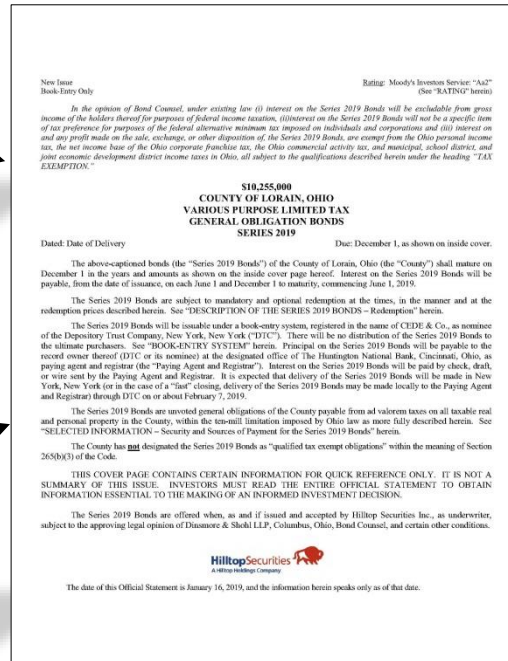 New Issue
Rating: Moody's Investors Service: "Aa2"
Book-Entry Only
(See "RATING" herein)
In the opinion of Bond Counsel, under existing law (i) interest on the Series 2019 Bonds will be excludable from gross
income of the holders thereof for purposes of federal income taxation, (ii)interest on the Series 2019 Bonds will not be a specific item
of tax preference for purposes of the federal alternative minimum tax imposed on individuals and corporations and (iii) interest on
and any profit made on the sale, exchange, or other disposition of, the Series 2019 Bonds, are exempt from the Ohio personal income
tax, the net income base of the Ohio corporate franchise tax, the Ohio commercial activity tax, and municipal, school district, and
joint economic development district income taxes in Ohio, all subject to the qualifications described herein under the heading "TAX
EXEMPTION."
$10,255,000
COUNTY OF LORAIN, OHIO
VARIOUS PURPOSE LIMITED TAX
GENERAL OBLIGATION BONDS
SERIES 2019
Dated: Date of Delivery
Due: December 1, as shown on inside cover.
The above-captioned bonds (the "Series 2019 Bonds") of the County of Lorain, Ohio (the "County") shall mature on
December 1 in the years and amounts as shown on the inside cover page hereof. Interest on the Series 2019 Bonds will be
payable, from the date of issuance, on each June 1 and December 1 to maturity, commencing June 1, 2019.
The Series 2019 Bonds are subject to mandatory and optional redemption at the times, in the manner and at the
redemption prices described herein. See "DESCRIPTION OF THE SERIES 2019 BONDS – Redemption" herein.
The Series 2019 Bonds will be issuable under a book-entry system, registered in the name of CEDE & Co., as nominee
of the Depository Trust Company, New York, New York ("DTC"). There will be no distribution of the Series 2019 Bonds to
the ultimate purchasers. See "BOOK-ENTRY SYSTEM" herein. Principal on the Series 2019 Bonds will be payable to the
record owner thereof (DTC or its nominee) at the designated office of The Huntington National Bank, Cincinnati, Ohio, as
paying agent and registrar (the "Paying Agent and Registrar"). Interest on the Series 2019 Bonds will be paid by check, draft,
or wire sent by the Paying Agent and Registrar. It is expected that delivery of the Series 2019 Bonds will be made in New
York, New York (or in the case of a "fast" closing, delivery of the Series 2019 Bonds may be made locally to the Paying Agent
and Registrar) through DTC on or about February 7, 2019.
The Series 2019 Bonds are unvoted general obligations of the County payable from ad valorem taxes on all taxable real
and personal property in the County, within the ten-mill limitation imposed by Ohio law as more fully described herein. See
"SELECTED INFORMATION – Security and Sources of Payment for the Series 2019 Bonds" herein.
The County has not designated the Series 2019 Bonds as "qualified tax exempt obligations" within the meaning of Section
265(b)(3) of the Code.
THIS COVER PAGE CONTAINS CERTAIN INFORMATION FOR QUICK REFERENCE ONLY. IT IS NOT A
SUMMARY OF THIS ISSUE. INVESTORS MUST READ THE ENTIRE OFFICIAL STATEMENT TO OBTAIN
INFORMATION ESSENTIAL TO THE MAKING OF AN INFORMED INVESTMENT DECISION.
The Series 2019 Bonds are offered when, as and if issued and accepted by Hilltop Securities Inc., as underwriter,
subject to the approving legal opinion of Dinsmore & Shohl LLP, Columbus, Ohio, Bond Counsel, and certain other conditions.
HilltopSecurities
A Hilltop Holdings Company.
The date of this Official Statement is January 16, 2019, and the information herein speaks only as of that date.